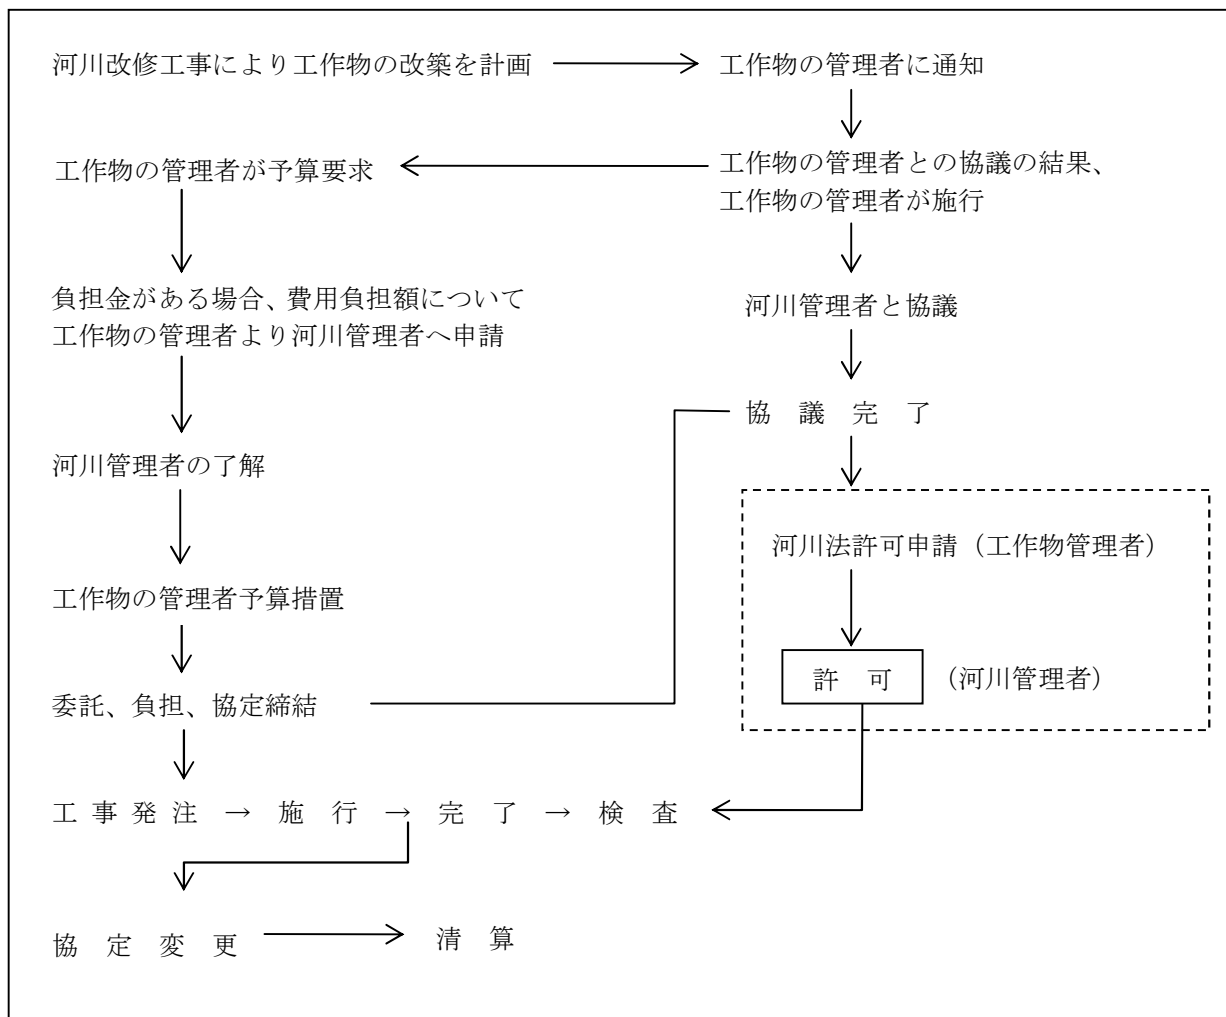 河川改修工事により工作物の改築を計画
工作物の管理者に通知
工作物の管理者が予算要求
工作物の管理者との協議の結果、
工作物の管理者が施行
負担金がある場合、費用負担額について
工作物の管理者より河川管理者へ申請
河川管理者と協議
協 議 完 了
河川管理者の了解
河川法許可申請（工作物管理者）
工作物の管理者予算措置
許 可 （河川管理者）
委託、負担、協定締結
工 事 発 注 → 施 行 → 完 了 → 検 査
協 定 変 更 清 算